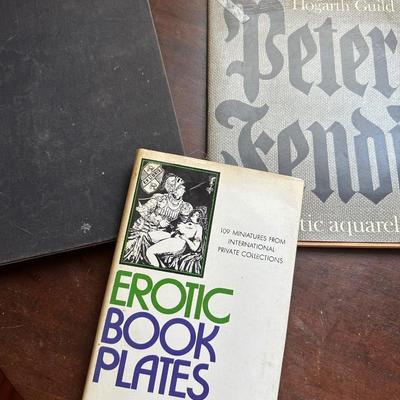 Hogarth Guild
Peter
Fendi
tic aquarel
109 MINIATURES FROM
INTERNATIONAL
PRIVATE COLLECTIONS
EROTIC
BOOK
PLATES